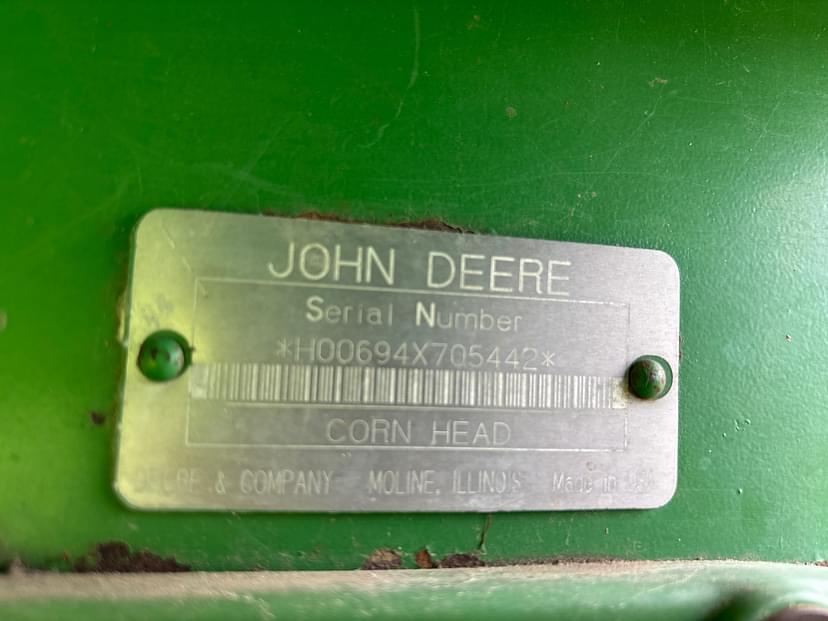 JOHN DEERE
Serial Number
*H00694X705442*
CORN HEAD
DEERE & COMPANY MOLINE, ILLINOIS Made in USA